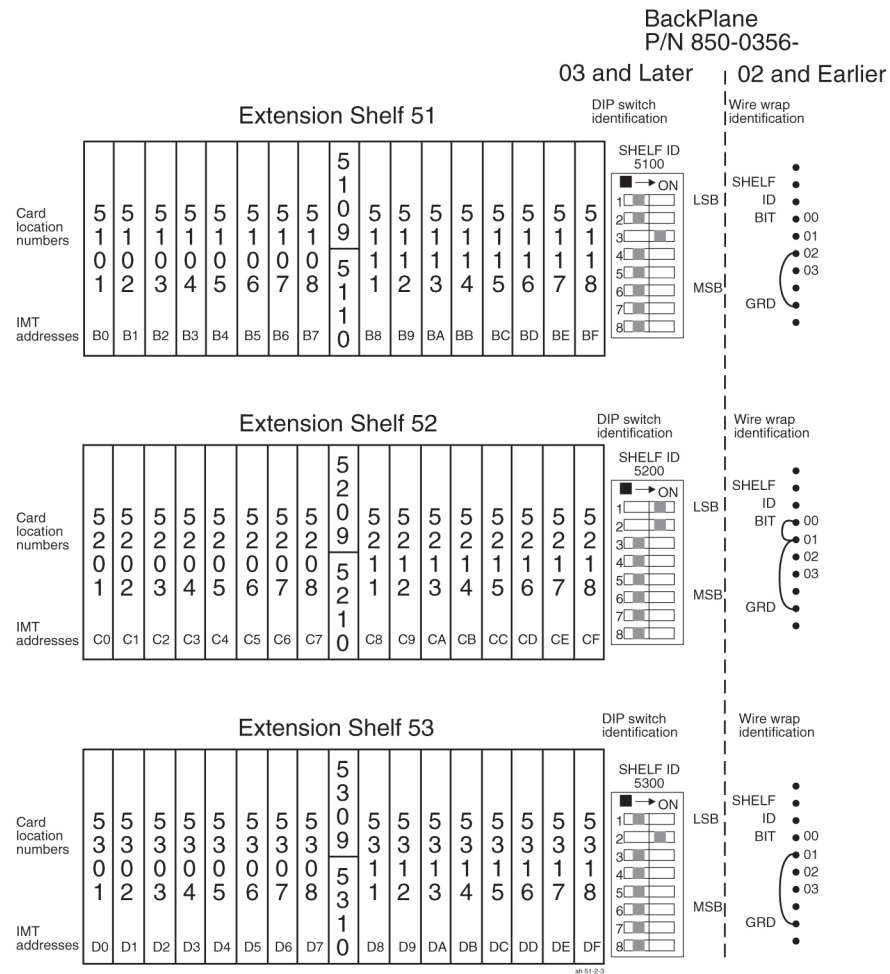 BackPlane
P/N 850-0356-
03 and Later
02 and Earlier
Extension Shelf 51
DIP switch
identification
Wire wrap
identification
SHELF ID
5100
→ ON
1
2
3
4
5
6
7
8
LSB
MSB
SHELF
ID
BIT
00
01
02
03
GRD
Card
location
numbers
5101 5102 5103 5104 5105 5106 5107 5108 5109 5110 5111 5112 5113 5114 5115 5116 5117 5118
IMT
addresses
B0 B1 B2 B3 B4 B5 B6 B7 B8 B9 BA BB BC BD BE BF
Extension Shelf 52
DIP switch
identification
Wire wrap
identification
SHELF ID
5200
→ ON
1
2
3
4
5
6
7
8
LSB
MSB
SHELF
ID
BIT
00
01
02
03
GRD
Card
location
numbers
5201 5202 5203 5204 5205 5206 5207 5208 5209 5210 5211 5212 5213 5214 5215 5216 5217 5218
IMT
addresses
C0 C1 C2 C3 C4 C5 C6 C7 C8 C9 CA CB CC CD CE CF
Extension Shelf 53
DIP switch
identification
Wire wrap
identification
SHELF ID
5300
→ ON
1
2
3
4
5
6
7
8
LSB
MSB
SHELF
ID
BIT
00
01
02
03
GRD
Card
location
numbers
5301 5302 5303 5304 5305 5306 5307 5308 5309 5310 5311 5312 5313 5314 5315 5316 5317 5318
IMT
addresses
D0 D1 D2 D3 D4 D5 D6 D7 D8 D9 DA DB DC DD DE DF
sh 51-2-3